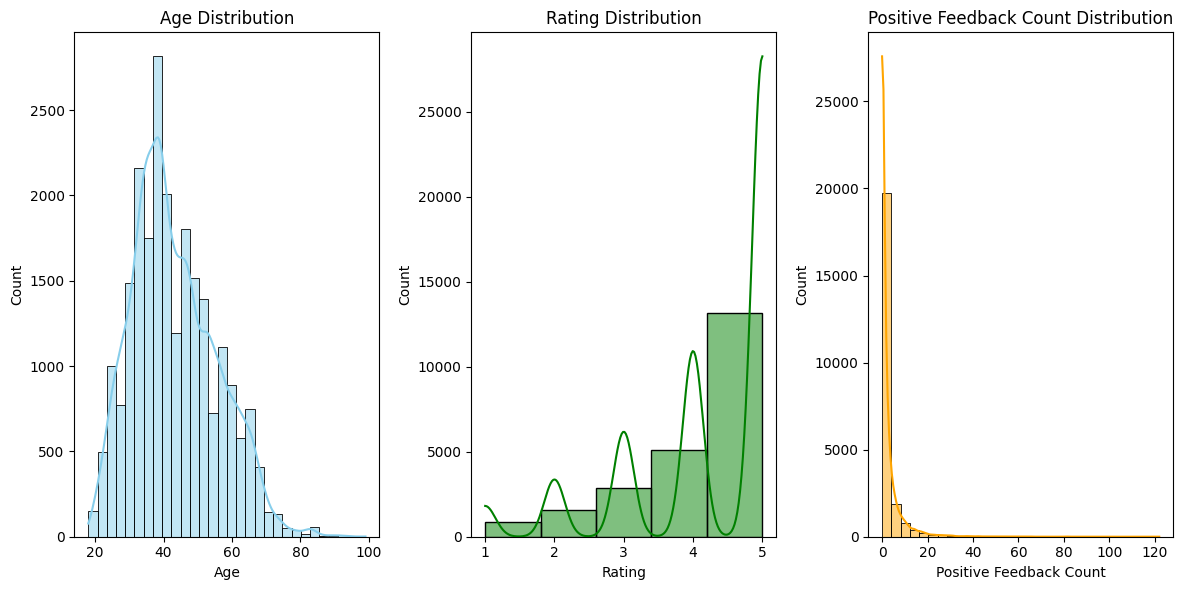 Age Distribution
Count
2500
2000
1500
1000
500
0
20 40 60 80 100
Age
Rating Distribution
Count
25000
20000
15000
10000
5000
0
1 2 3 4 5
Rating
Positive Feedback Count Distribution
Count
25000
20000
15000
10000
5000
0
0 20 40 60 80 100 120
Positive Feedback Count